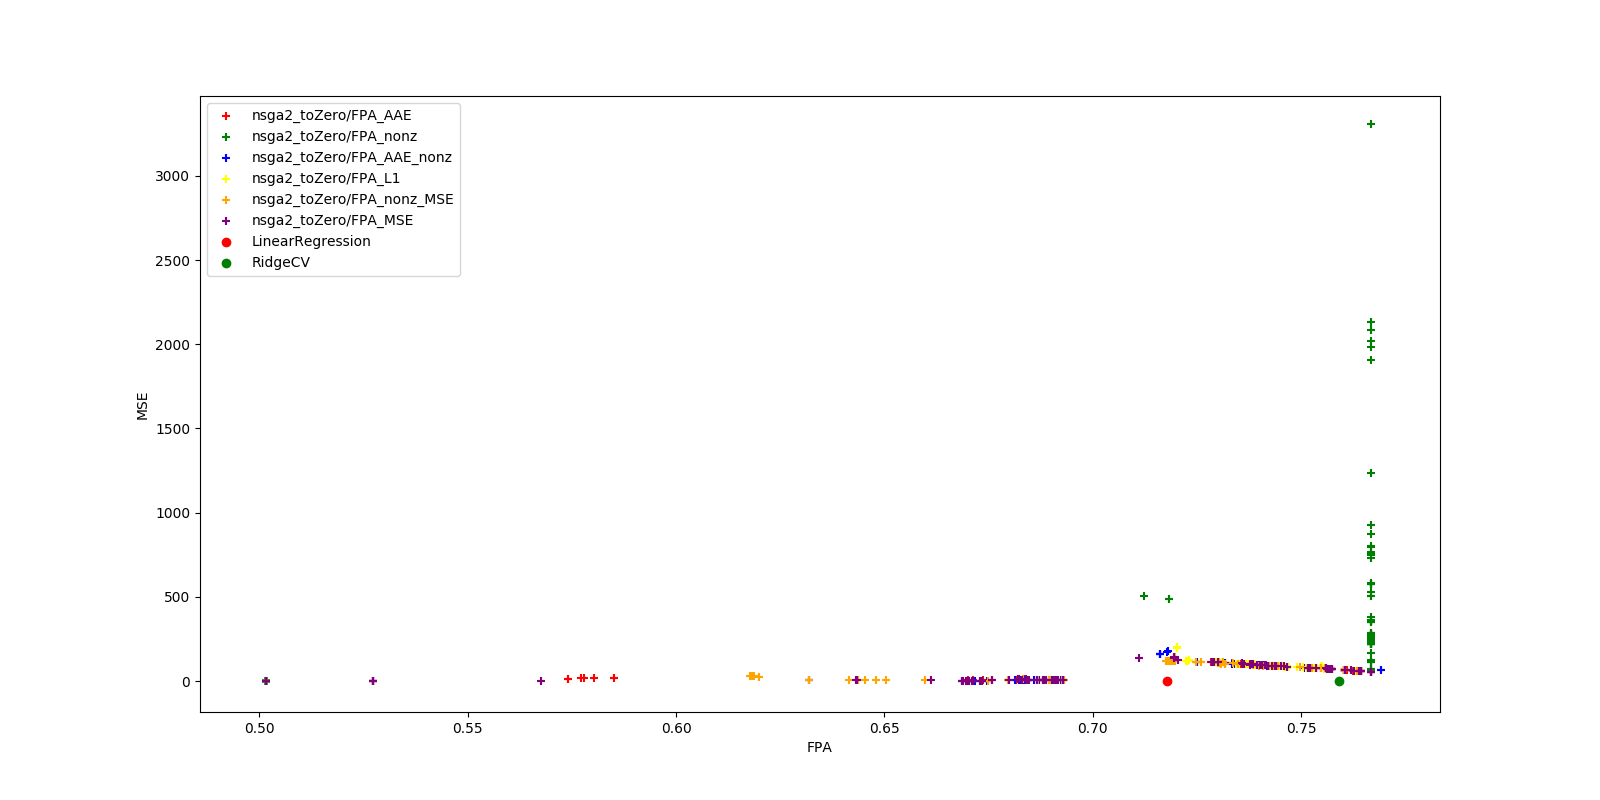 nsga2_toZero/FPA_AAE
nsga2_toZero/FPA_nonz
nsga2_toZero/FPA_AAE_nonz
nsga2_toZero/FPA_L1
nsga2_toZero/FPA_nonz_MSE
nsga2_toZero/FPA_MSE
LinearRegression
RidgeCV
3000
2500
2000
1500
1000
500
0
MSE
0.50 0.55 0.60 0.65 0.70 0.75
FPA